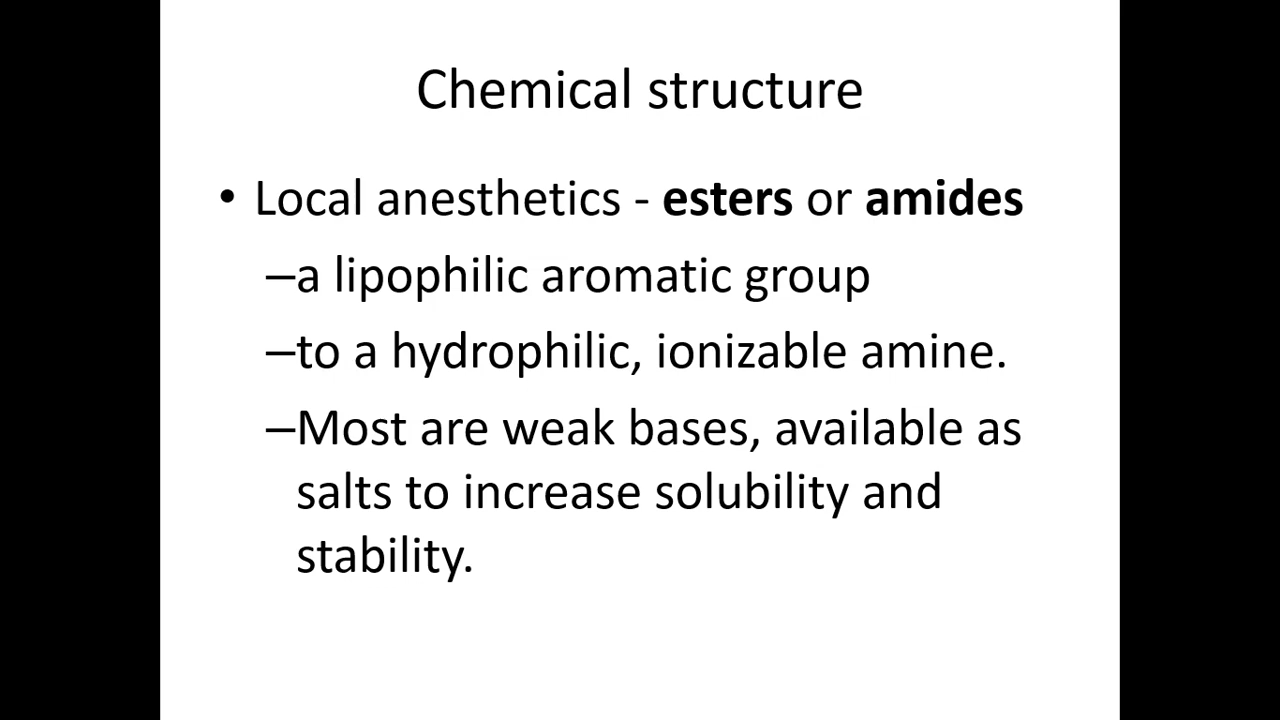 Chemical structure
• Local anesthetics - esters or amides
–a lipophilic aromatic group
–to a hydrophilic, ionizable amine.
–Most are weak bases, available as
salts to increase solubility and
stability.